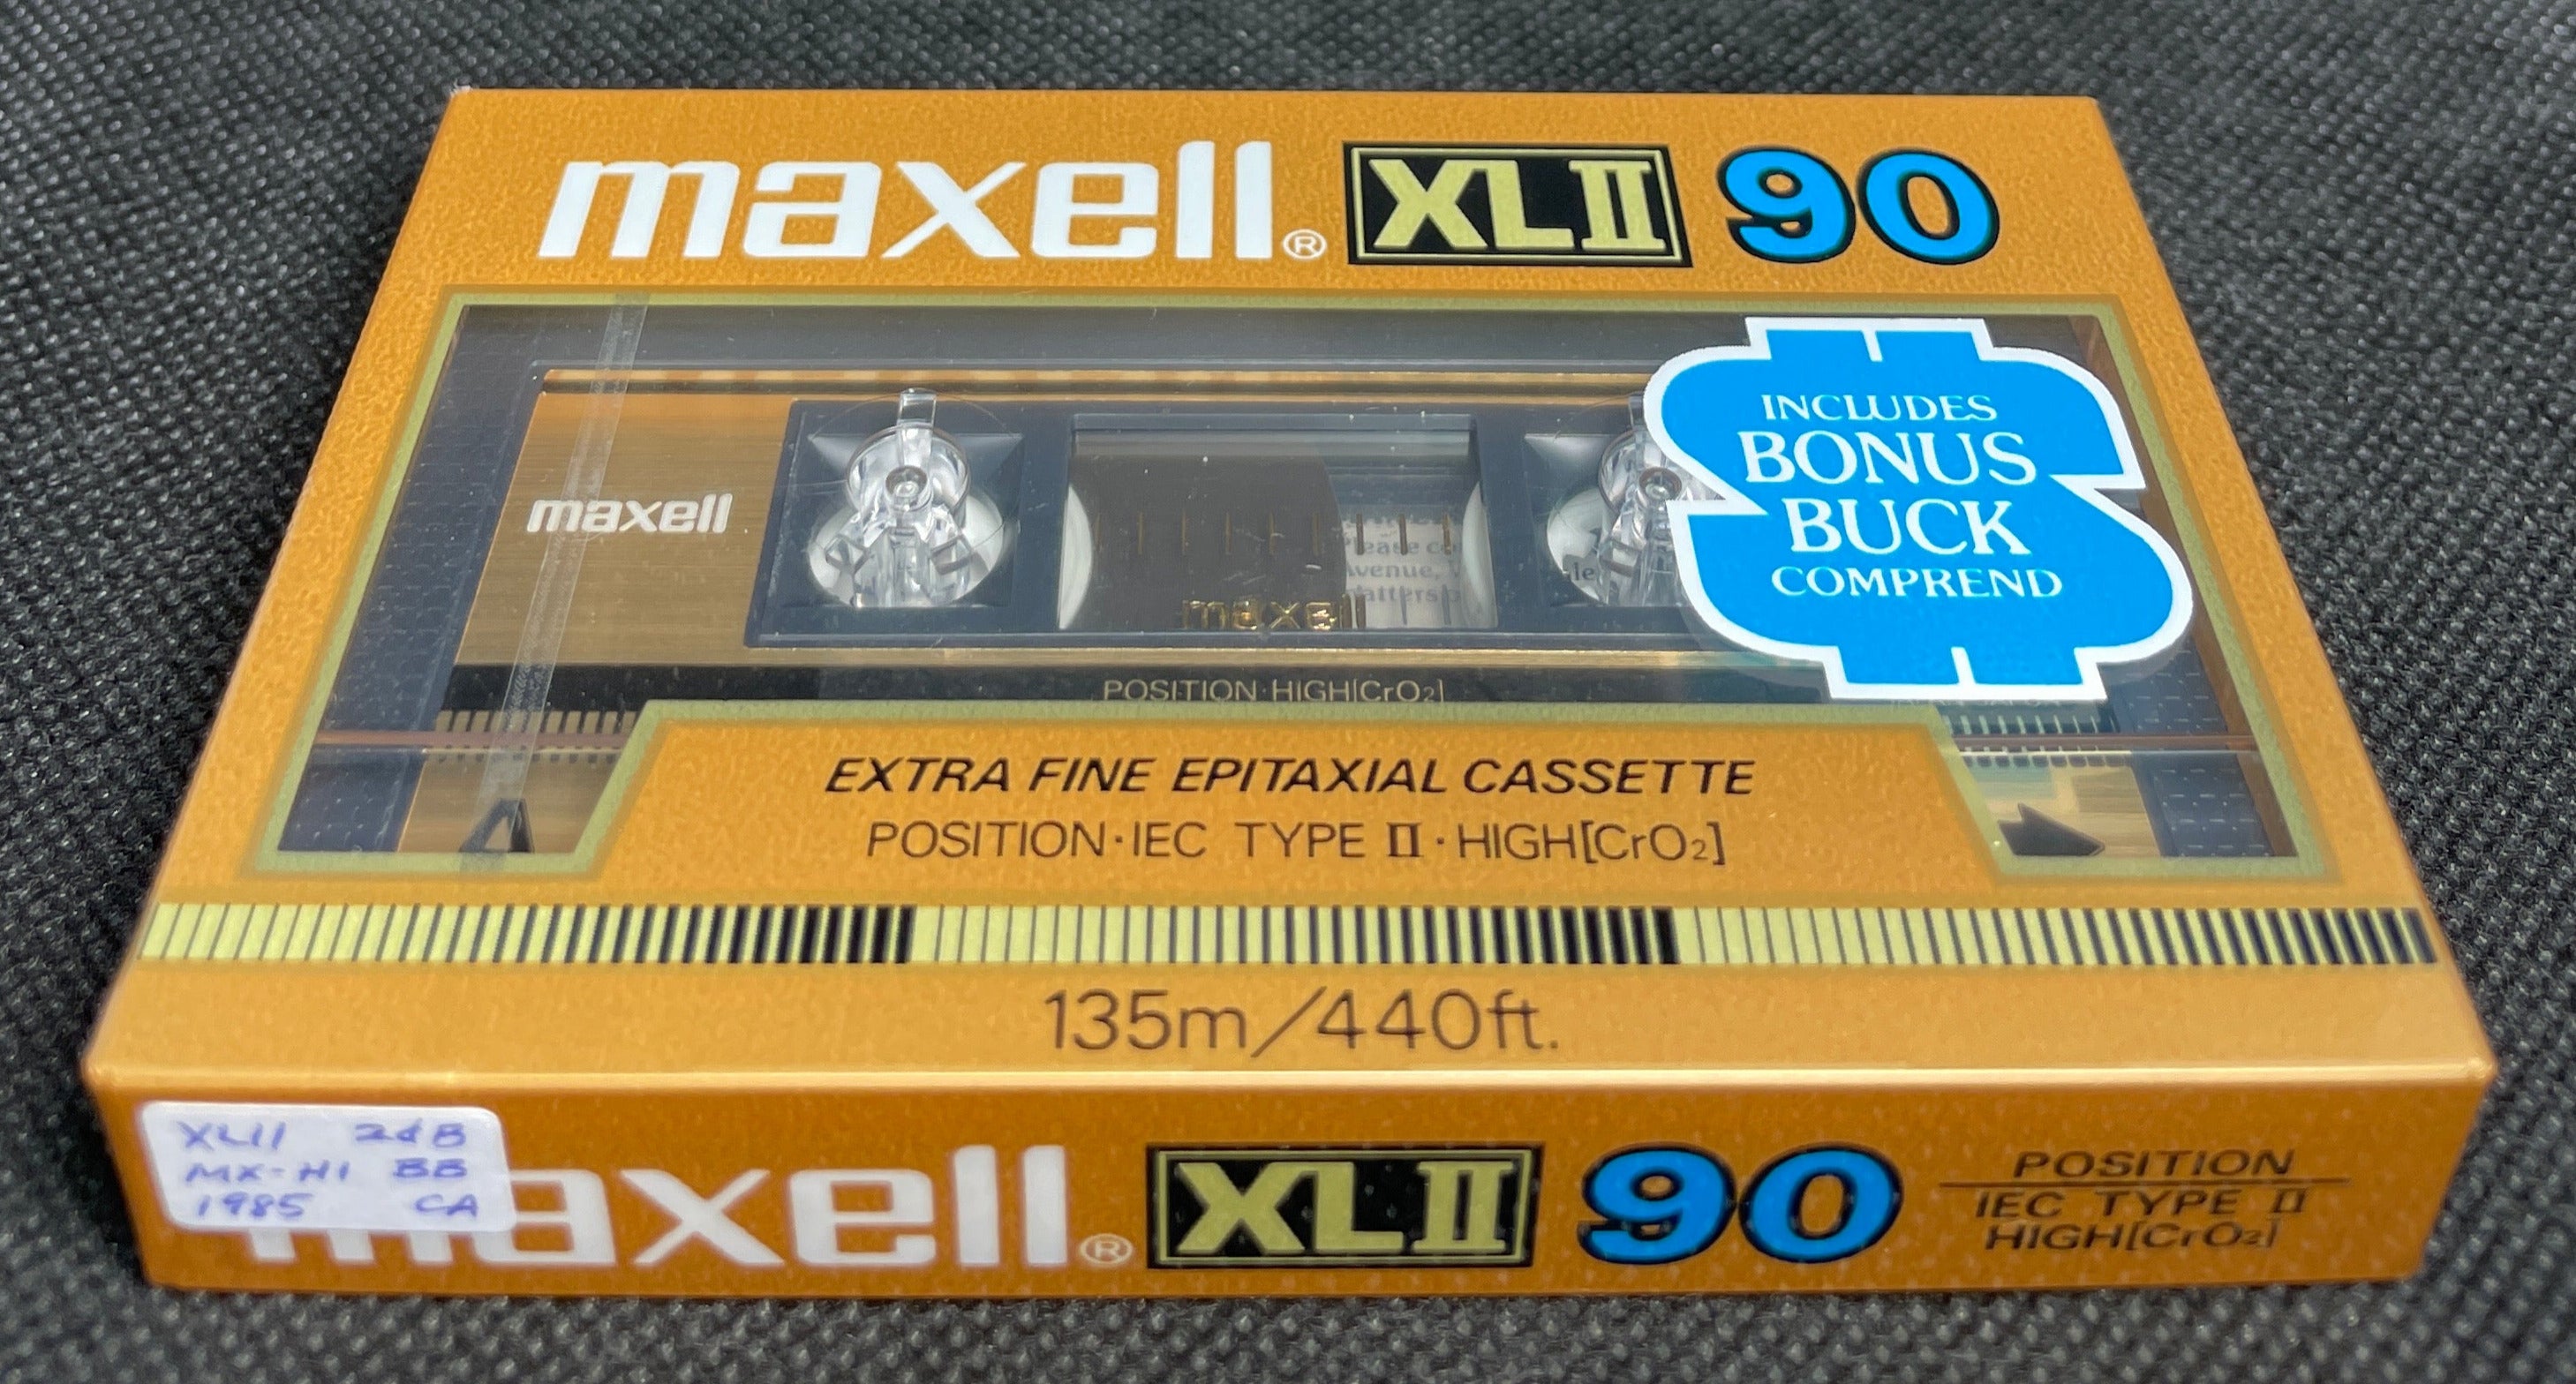 maxell® XLII 90
INCLUDES
BONUS
BUCK
COMPREND
maxell
maxell
POSITION·HIGH[CrO2]
A
EXTRA FINE EPITAXIAL CASSETTE
POSITION·IEC TYPE II·HIGH[CrO2]
135m/440ft.
XLII
MX-HI BB
1985 CA
maxell® XLII 90
POSITION
IEC TYPE II
HIGH[CrO2]